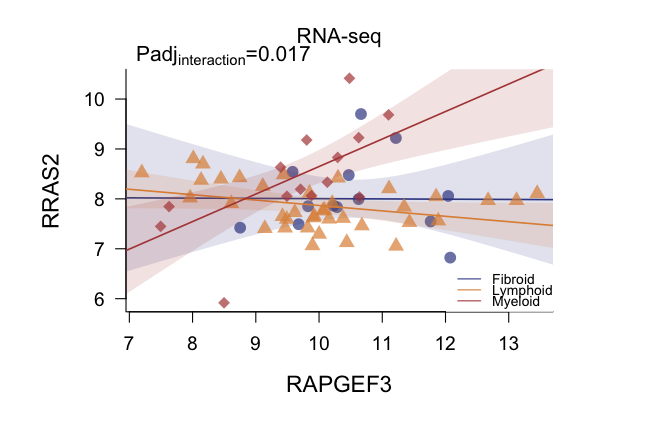 RNA-seq
Padjinteraction=0.017
RRAS2
10
9
8
7
6
Fibroid
Lymphoid
Myeloid
7 8 9 10 11 12 13
RAPGEF3